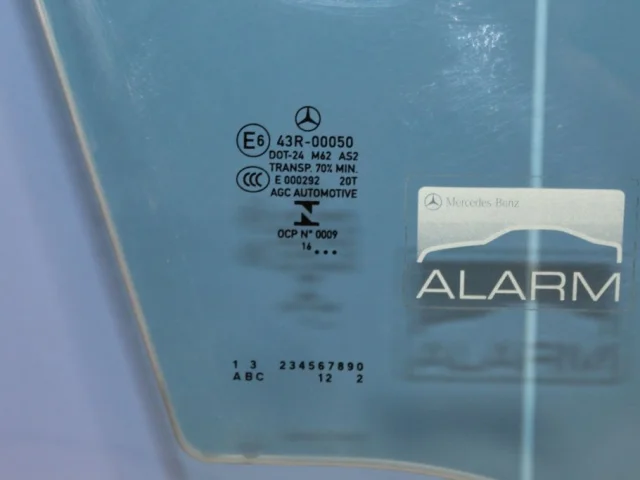 E6 43R-00050
DOT-24 M62 AS2
TRANSP. 70% MIN.
CCC E 000292 20T
AGC AUTOMOTIVE
OCP N° 0009
16 •••
Mercedes Benz
ALARM
1 3 234567890
ABC 12 2